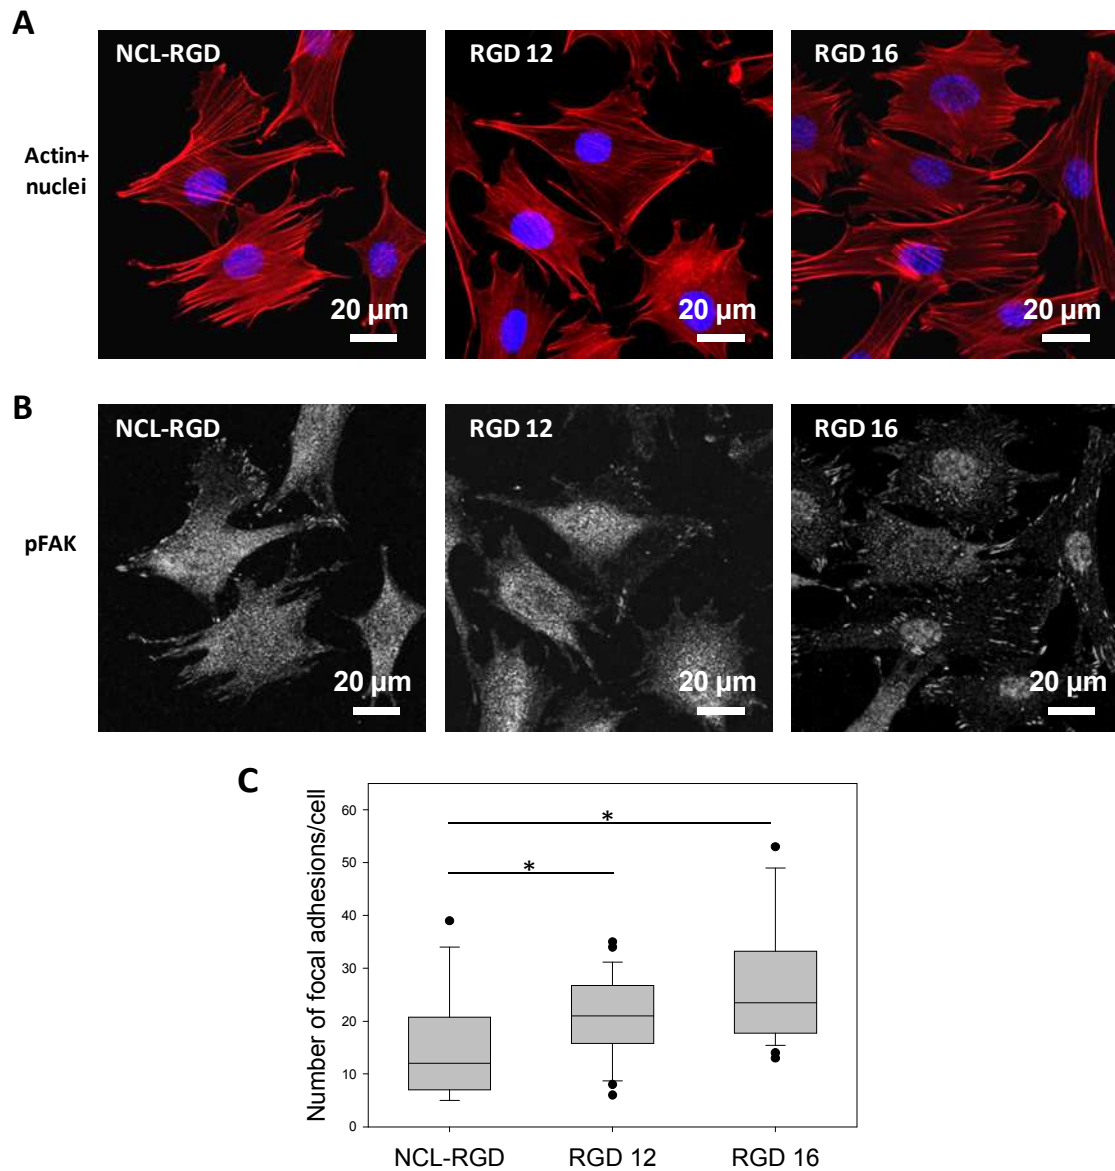 A
NCL-RGD
RGD 12
RGD 16
Actin+
nuclei
20 µm
20 µm
20 µm
B
NCL-RGD
RGD 12
RGD 16
pFAK
20 µm
20 µm
20 µm
C
Number of focal adhesions/cell
60
50
40
30
20
10
0
*
*
NCL-RGD
RGD 12
RGD 16